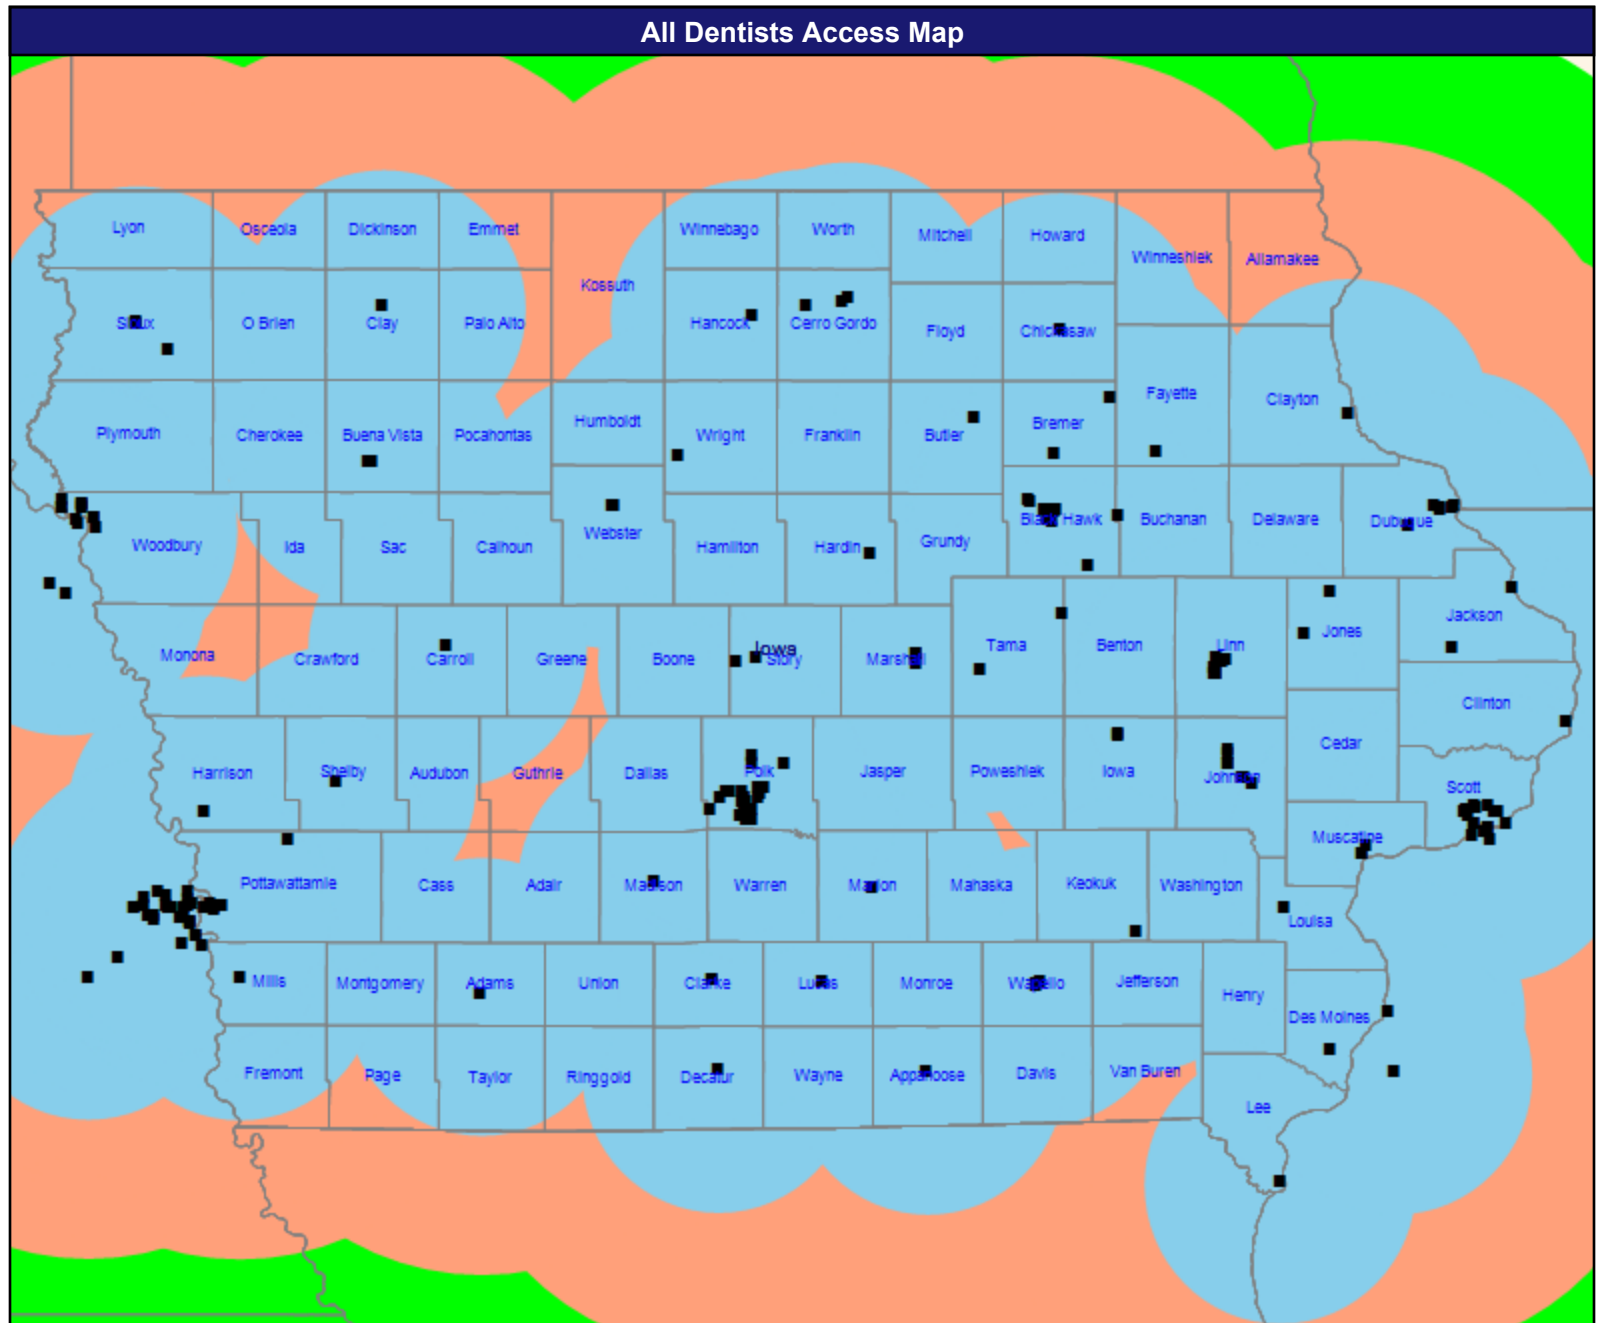 All Dentists Access Map
Lyon
Osceola
Dickinson
Emmet
Winnebago
Worth
Mitchell
Howard
Winneshiek
Allamakee
Kossuth
Sioux
O Brien
Clay
Palo Alto
Hancock
Cerro Gordo
Floyd
Chickasaw
Plymouth
Cherokee
Buena Vista
Pocahontas
Humboldt
Wright
Franklin
Butler
Bremer
Fayette
Clayton
Woodbury
Ida
Sac
Calhoun
Webster
Hamilton
Hardin
Grundy
Black Hawk
Buchanan
Delaware
Dubuque
Monona
Crawford
Carroll
Greene
Boone
Iowa
Story
Marshall
Tama
Benton
Linn
Jones
Jackson
Clinton
Harrison
Shelby
Audubon
Guthrie
Dallas
Polk
Jasper
Poweshiek
Iowa
Johnson
Cedar
Scott
Muscatine
Pottawattamie
Cass
Adair
Madison
Warren
Marion
Mahaska
Keokuk
Washington
Louisa
Mills
Montgomery
Adams
Union
Clarke
Lucas
Monroe
Wapello
Jefferson
Henry
Des Moines
Fremont
Page
Taylor
Ringgold
Decatur
Wayne
Appanoose
Davis
Van Buren
Lee